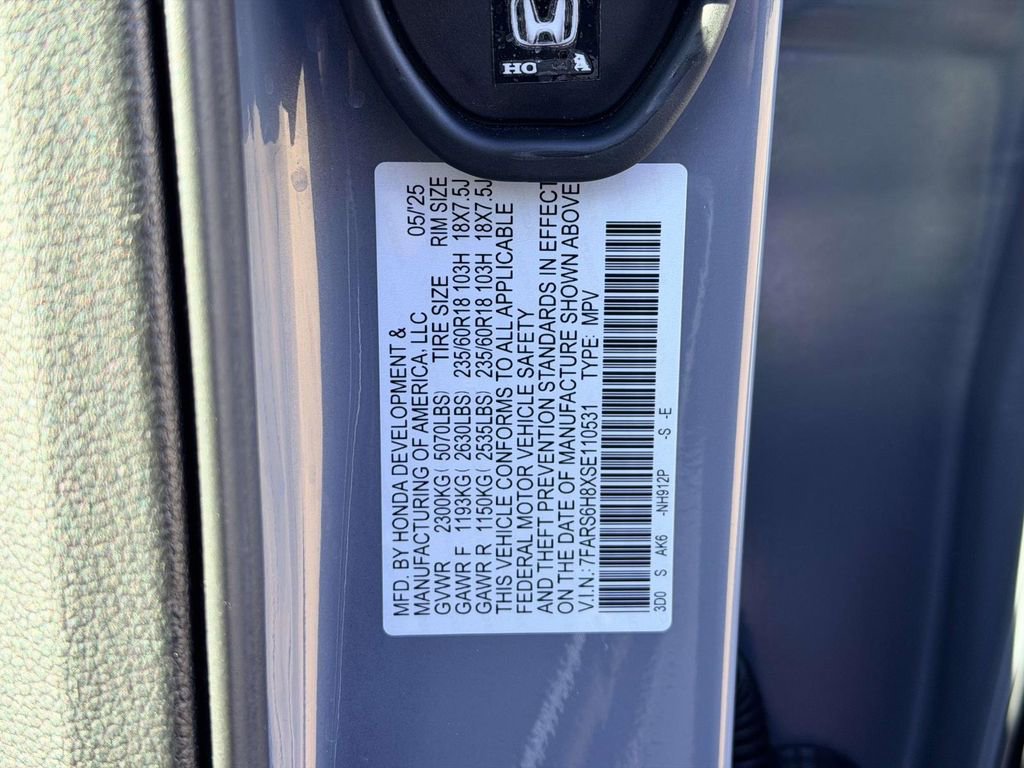 HO
MFD. BY HONDA DEVELOPMENT &
MANUFACTURING OF AMERICA, LLC 05/'25
GVWR 2300KG( 5070LBS) TIRE SIZE RIM SIZE
GAWR F 1193KG( 2630LBS) 235/60R18 103H 18X7.5J
GAWR R 1150KG( 2535LBS) 235/60R18 103H 18X7.5J
THIS VEHICLE CONFORMS TO ALL APPLICABLE
FEDERAL MOTOR VEHICLE SAFETY
AND THEFT PREVENTION STANDARDS IN EFFECT
ON THE DATE OF MANUFACTURE SHOWN ABOVE
V.I.N.:7FARS6H8XSE110531 TYPE: MPV
3D0 S AK6 -NH912P -S -E